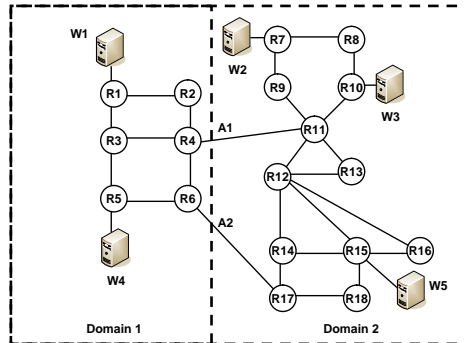 W1
R7
R8
W2
R1
R2
R9
R10
W3
A1
R11
R3
R4
R12
R13
R5
R6
A2
W4
R14
R15
R16
R17
R18
W5
Domain 1
Domain 2